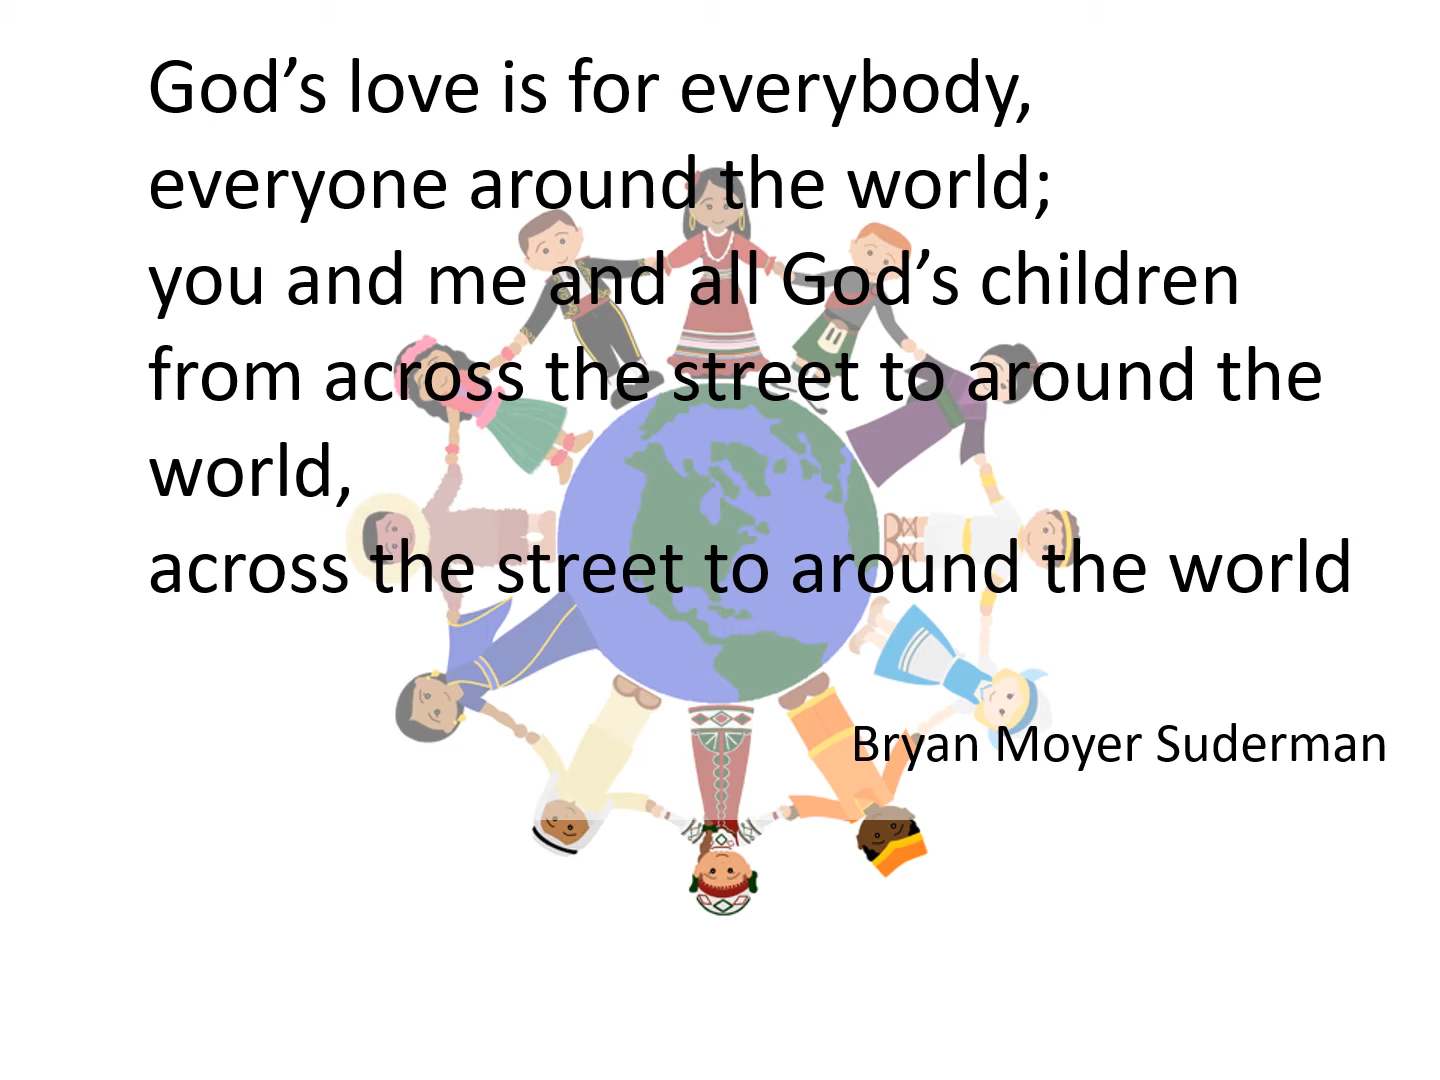 God’s love is for everybody,
everyone around the world;
you and me and all God’s children
from across the street to around the
world,
across the street to around the world
Bryan Moyer Suderman